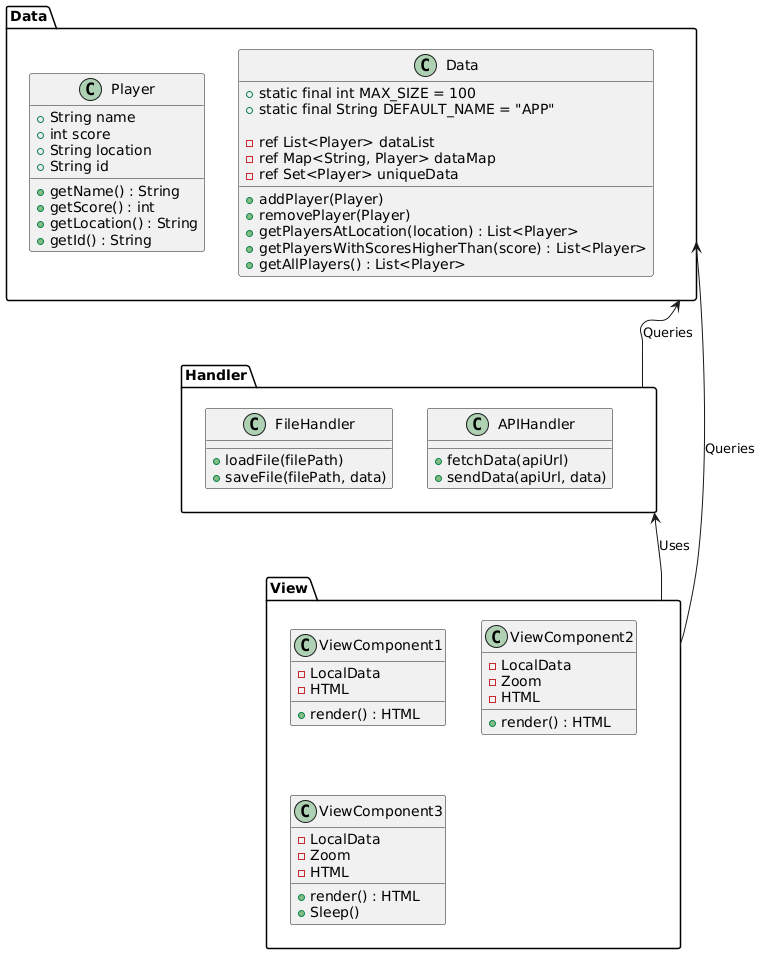 Data
C Player
String name
int score
String location
String id
getName() : String
getScore() : int
getLocation() : String
getId() : String
C Data
static final int MAX_SIZE = 100
static final String DEFAULT_NAME = "APP"
ref List<Player> dataList
ref Map<String, Player> dataMap
ref Set<Player> uniqueData
addPlayer(Player)
removePlayer(Player)
getPlayersAtLocation(location) : List<Player>
getPlayersWithScoresHigherThan(score) : List<Player>
getAllPlayers() : List<Player>
Queries
Handler
C FileHandler
loadFile(filePath)
saveFile(filePath, data)
C APIHandler
fetchData(apiUrl)
sendData(apiUrl, data)
Queries
Uses
View
C ViewComponent1
LocalData
HTML
render() : HTML
C ViewComponent2
LocalData
Zoom
HTML
render() : HTML
C ViewComponent3
LocalData
Zoom
HTML
render() : HTML
Sleep()